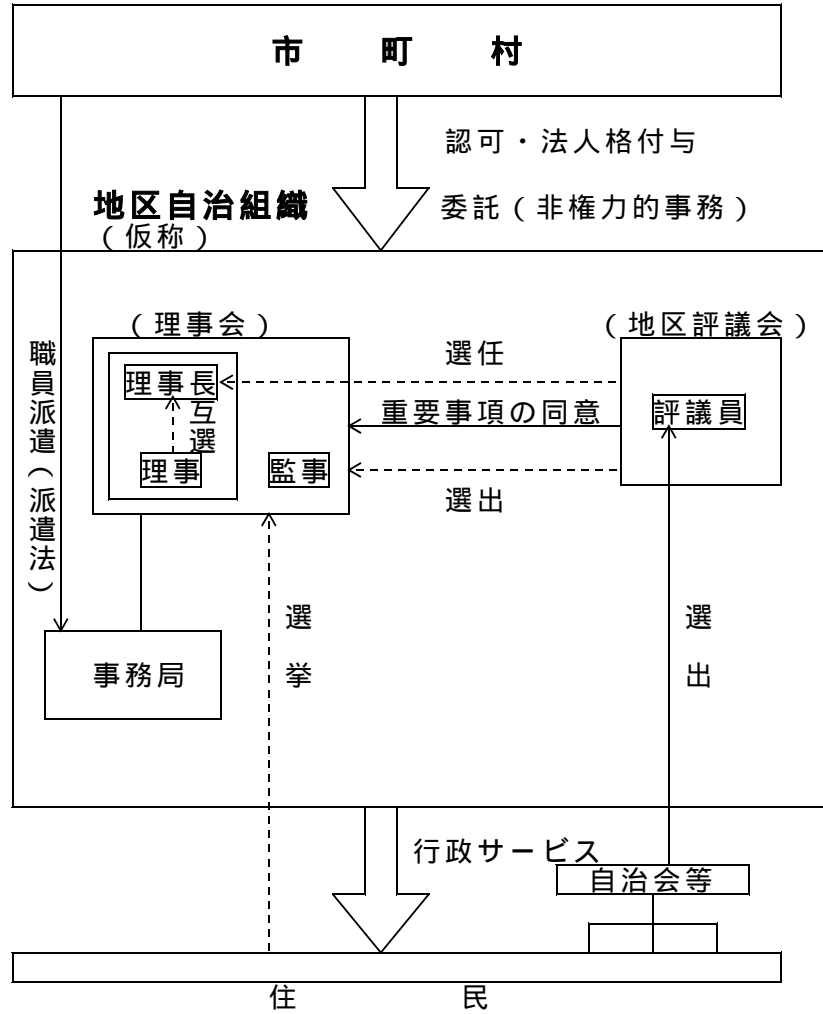 市　町　村
認可・法人格付与
委託（非権力的事務）
地区自治組織
（仮称）
（理事会）
（地区評議会）
職員派遣（派遣法）
理事長
互選
理事
監事
選任
重要事項の同意
選出
評議員
事務局
選挙
選出
行政サービス
自治会等
住　民